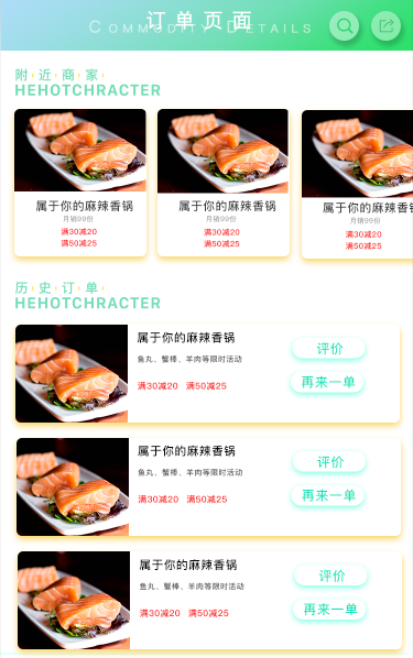 订单页面
Commodity Details
附·近·商·家·
HEHOTCHRACTER
属于你的麻辣香锅
月销99份
满30减20
满50减25
属于你的麻辣香锅
月销99份
满30减20
满50减25
属于你的麻辣香锅
月销99份
满30减20
满50减25
历·史·订·单·
HEHOTCHRACTER
属于你的麻辣香锅
鱼丸、蟹棒、羊肉等限时活动
满30减20 满50减25
评价
再来一单
属于你的麻辣香锅
鱼丸、蟹棒、羊肉等限时活动
满30减20 满50减25
评价
再来一单
属于你的麻辣香锅
鱼丸、蟹棒、羊肉等限时活动
满30减20 满50减25
评价
再来一单